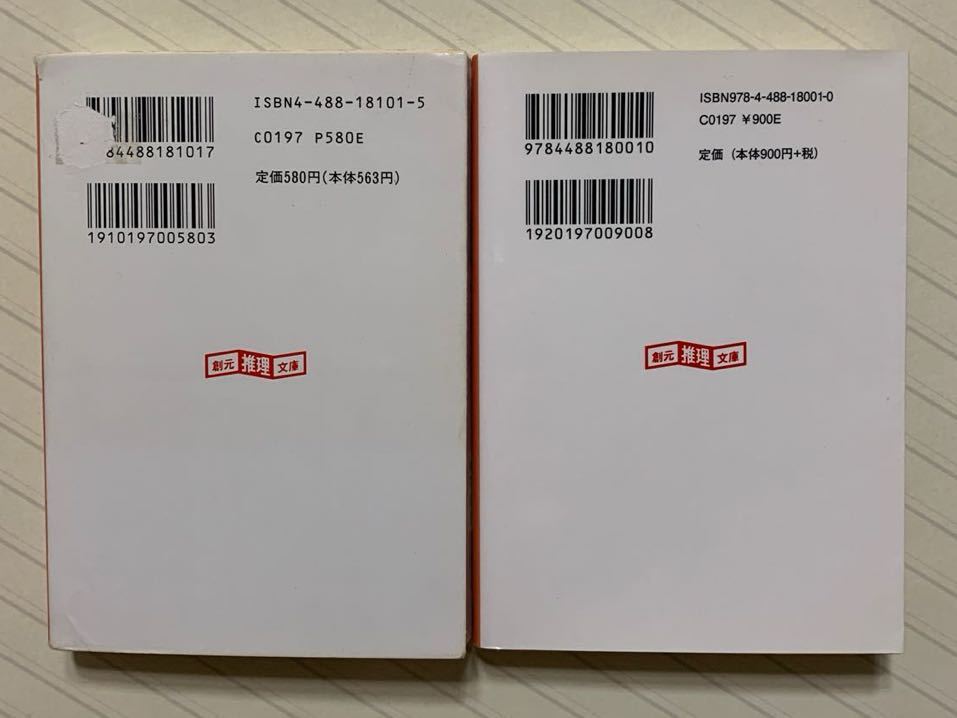 ISBN4-488-18101-5
84488181017
C0197 P580E
定価580円(本体563円)
1910197005803
創元推理文庫
ISBN978-4-488-18001-0
C0197 ¥900E
9784488180010
定価(本体900円+税)
1920197009008
創元推理文庫